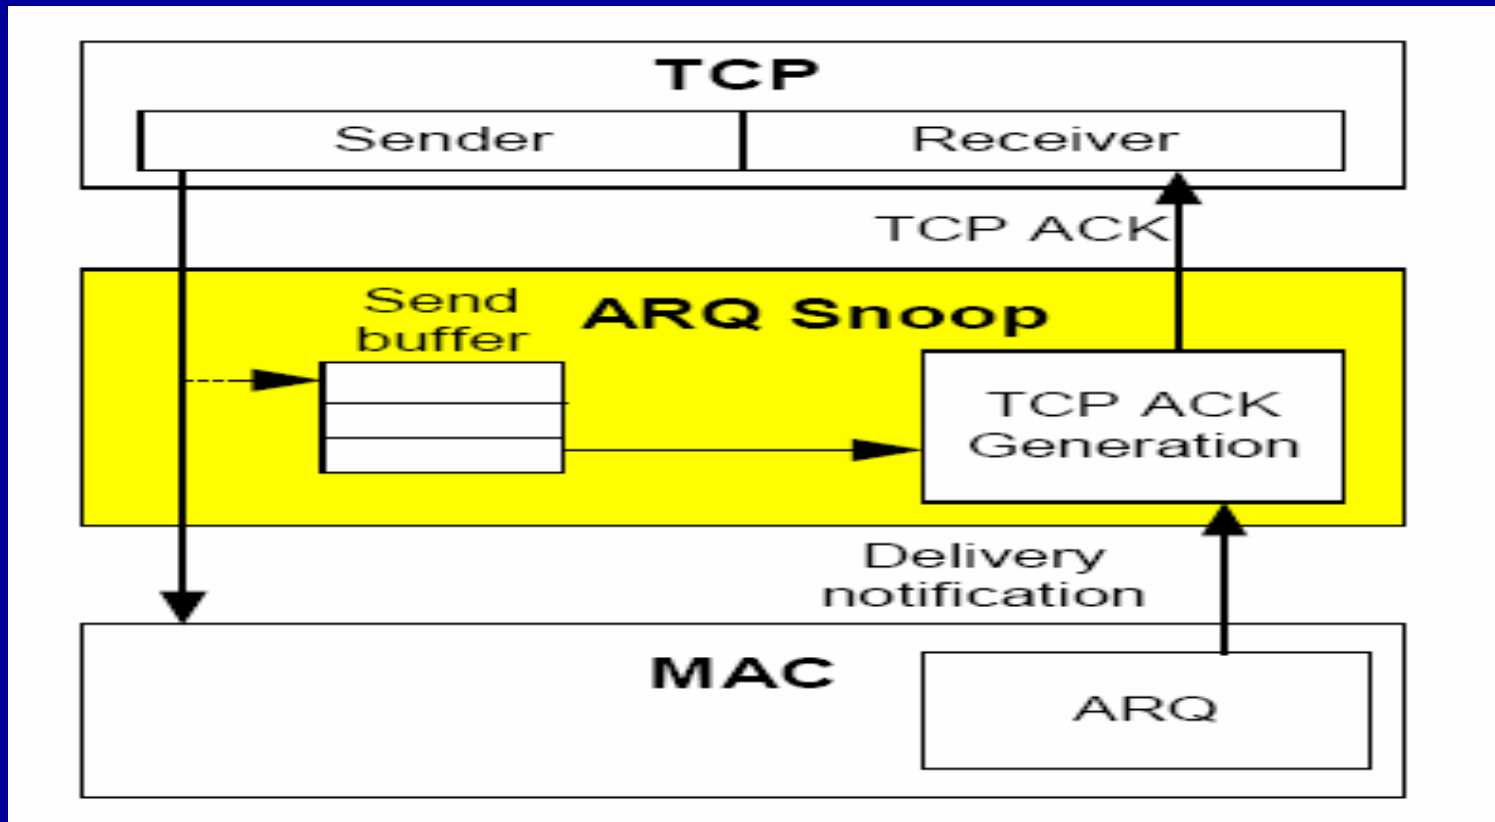 TCP
Sender
Receiver
TCP ACK
Send
buffer
ARQ Snoop
TCP ACK
Generation
Delivery
notification
MAC
ARQ